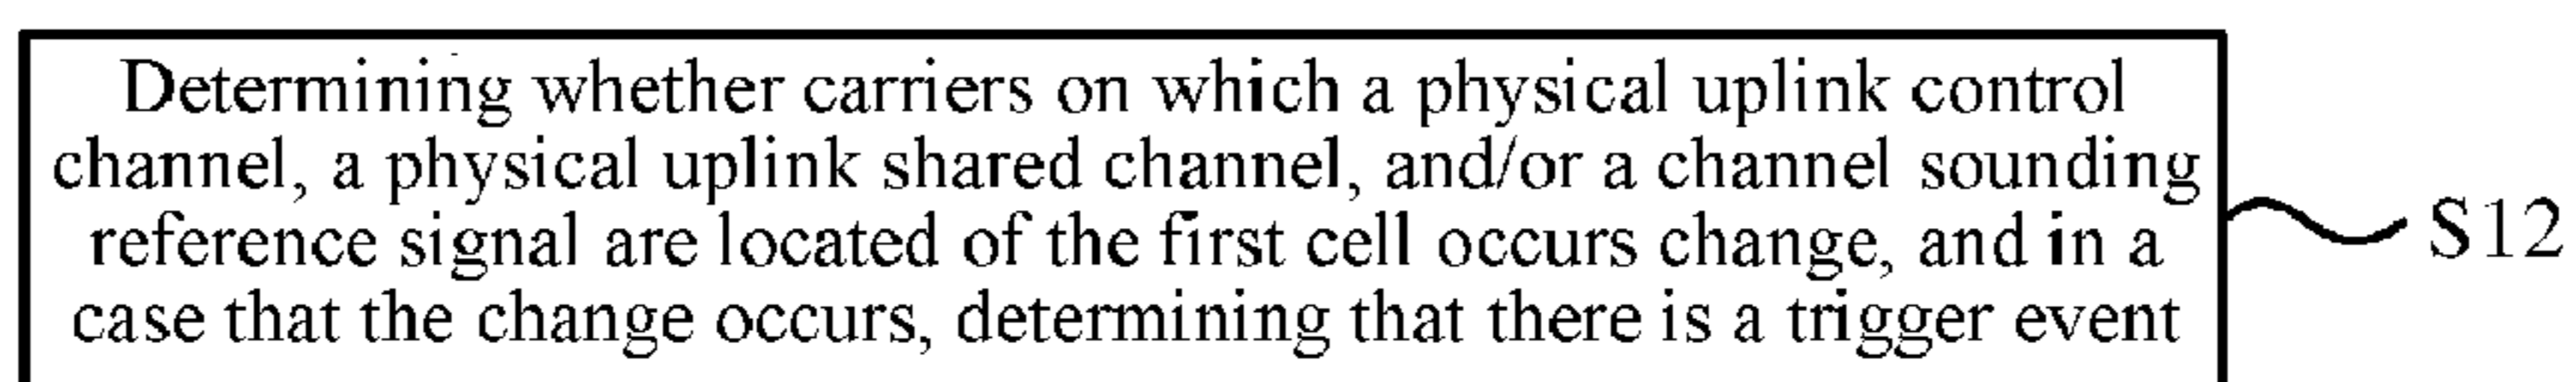 Determining whether carriers on which a physical uplink control
channel, a physical uplink shared channel, and/or a channel sounding
reference signal are located of the first cell occurs change, and in a
case that the change occurs, determining that there is a trigger event
S12